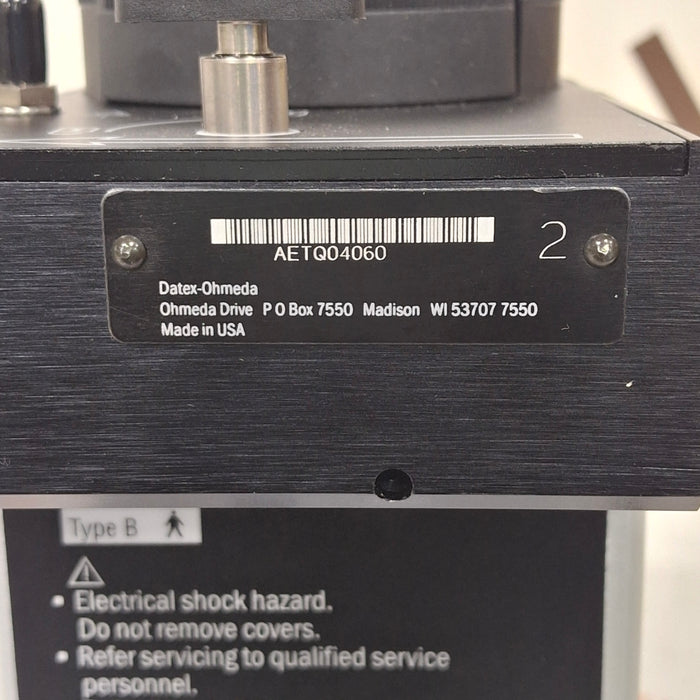 AETQ04060
2
Datex-Ohmeda
Ohmeda Drive P O Box 7550 Madison WI 53707 7550
Made in USA
Type B
• Electrical shock hazard.
Do not remove covers.
• Refer servicing to qualified service
personnel.